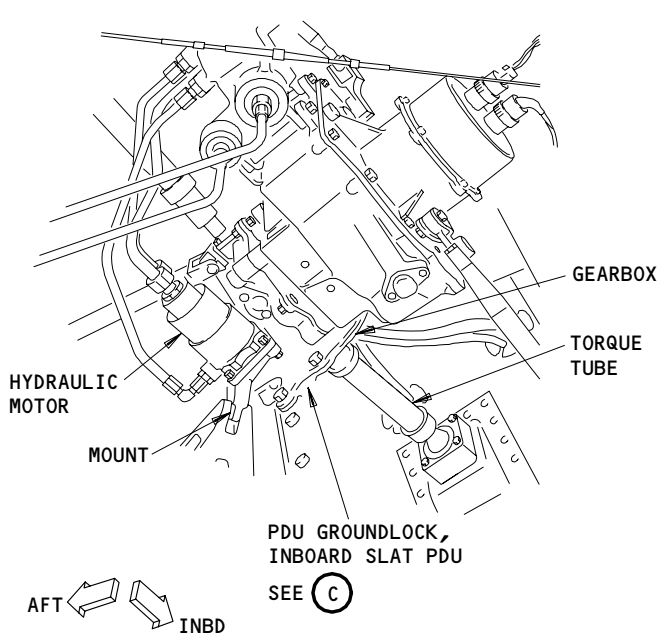 GEARBOX
TORQUE
TUBE
HYDRAULIC
MOTOR
MOUNT
PDU GROUNDLOCK,
INBOARD SLAT PDU
SEE C
AFT
INBD